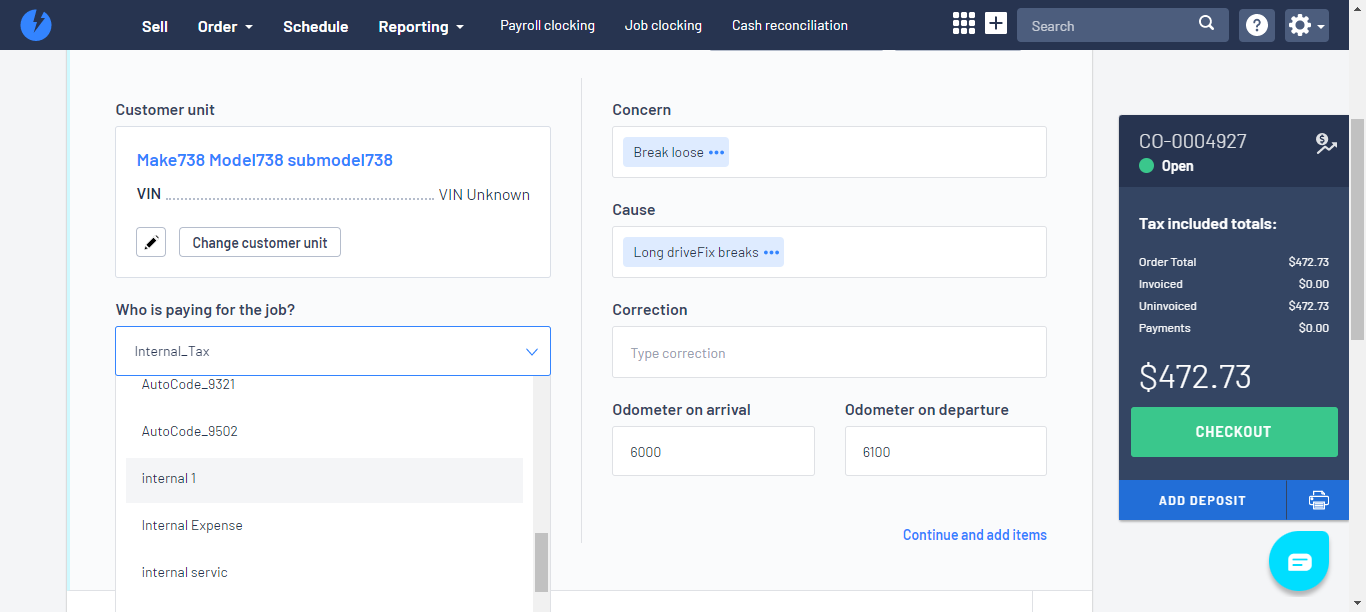 Sell Order Schedule Reporting Payroll clocking Job clocking Cash reconciliation Search
Customer unit
Make738 Model738 submodel738
VIN VIN Unknown
Change customer unit
Who is paying for the job?
Internal_Tax
AutoCode_9321
AutoCode_9502
internal 1
Internal Expense
internal servic
Concern
Break loose
Cause
Long driveFix breaks
Correction
Type correction
Odometer on arrival Odometer on departure
6000 6100
Continue and add items
CO-0004927
Open
Tax included totals:
Order Total $472.73
Invoiced $0.00
Uninvoiced $472.73
Payments $0.00
$472.73
CHECKOUT
ADD DEPOSIT